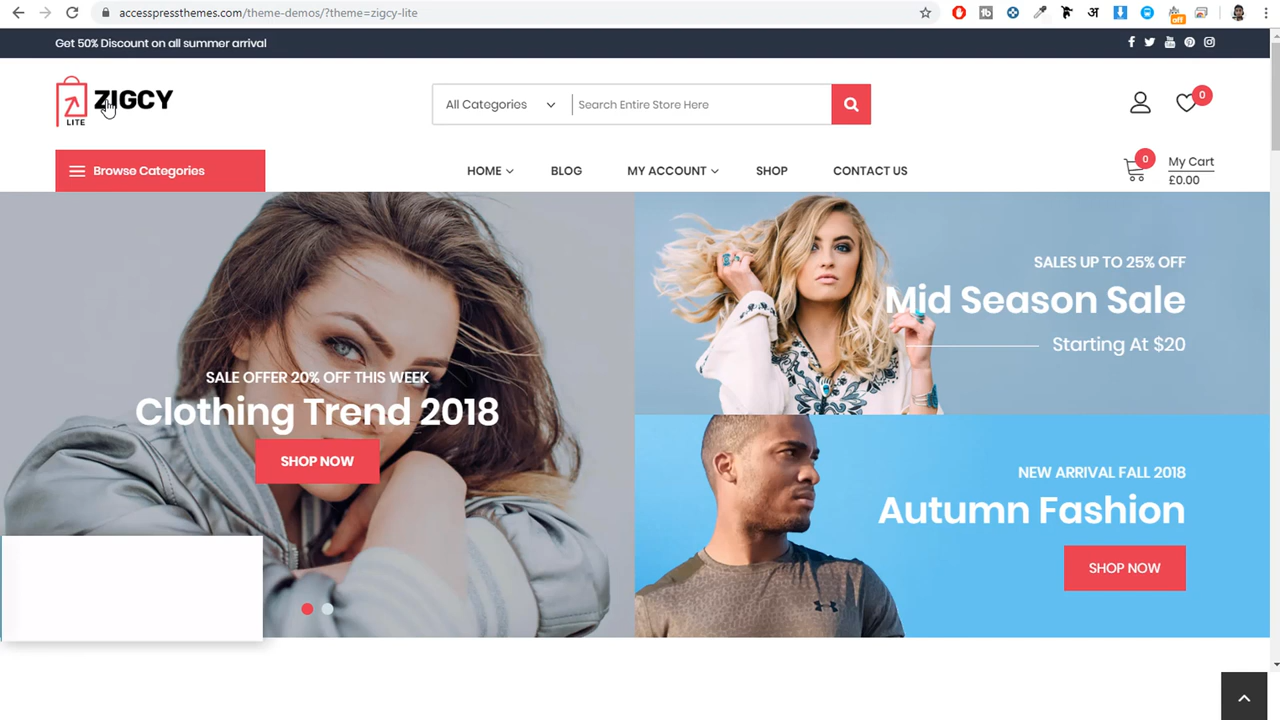 accesspressthemes.com/theme-demos/?theme=zigcy-lite
Get 50% Discount on all summer arrival
ZIGCY
LITE
All Categories
Search Entire Store Here
0
Browse Categories
HOME
BLOG
MY ACCOUNT
SHOP
CONTACT US
0
My Cart
£0.00
SALE OFFER 20% OFF THIS WEEK
Clothing Trend 2018
SHOP NOW
SALES UP TO 25% OFF
Mid Season Sale
Starting At $20
NEW ARRIVAL FALL 2018
Autumn Fashion
SHOP NOW